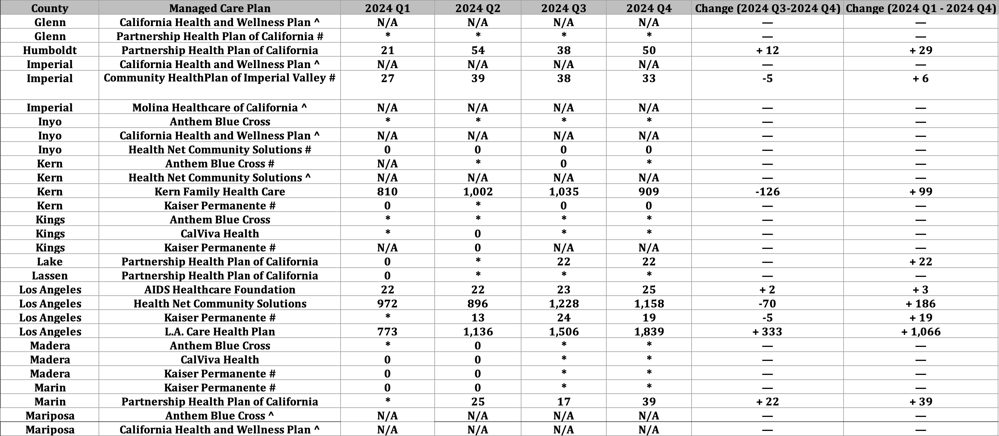 County Managed Care Plan 2024 Q1 2024 Q2 2024 Q3 2024 Q4 Change (2024 Q3-2024 Q4) Change (2024 Q1 - 2024 Q4)
Glenn California Health and Wellness Plan ^ N/A N/A N/A N/A — —
Glenn Partnership Health Plan of California # * * * * — —
Humboldt Partnership Health Plan of California 21 54 38 50 + 12 + 29
Imperial California Health and Wellness Plan ^ N/A N/A N/A N/A — —
Imperial Community HealthPlan of Imperial Valley # 27 39 38 33 -5 + 6
Imperial Molina Healthcare of California ^ N/A N/A N/A N/A — —
Inyo Anthem Blue Cross * * * * — —
Inyo California Health and Wellness Plan ^ N/A N/A N/A N/A — —
Inyo Health Net Community Solutions # 0 0 0 0 — —
Kern Anthem Blue Cross # N/A * 0 * — —
Kern Health Net Community Solutions ^ N/A N/A N/A N/A — —
Kern Kern Family Health Care 810 1,002 1,035 909 -126 + 99
Kern Kaiser Permanente # 0 * 0 0 — —
Kings Anthem Blue Cross * * * * — —
Kings CalViva Health * 0 * * — —
Kings Kaiser Permanente # N/A 0 N/A N/A — —
Lake Partnership Health Plan of California 0 * 22 22 — + 22
Lassen Partnership Health Plan of California 0 * * * — —
Los Angeles AIDS Healthcare Foundation 22 22 23 25 + 2 + 3
Los Angeles Health Net Community Solutions 972 896 1,228 1,158 -70 + 186
Los Angeles Kaiser Permanente # * 13 24 19 -5 + 19
Los Angeles L.A. Care Health Plan 773 1,136 1,506 1,839 + 333 + 1,066
Madera Anthem Blue Cross * 0 * * — —
Madera CalViva Health 0 0 * * — —
Madera Kaiser Permanente # 0 0 * * — —
Marin Kaiser Permanente # 0 0 * * — —
Marin Partnership Health Plan of California * 25 17 39 + 22 + 39
Mariposa Anthem Blue Cross ^ N/A N/A N/A N/A — —
Mariposa California Health and Wellness Plan ^ N/A N/A N/A N/A — —